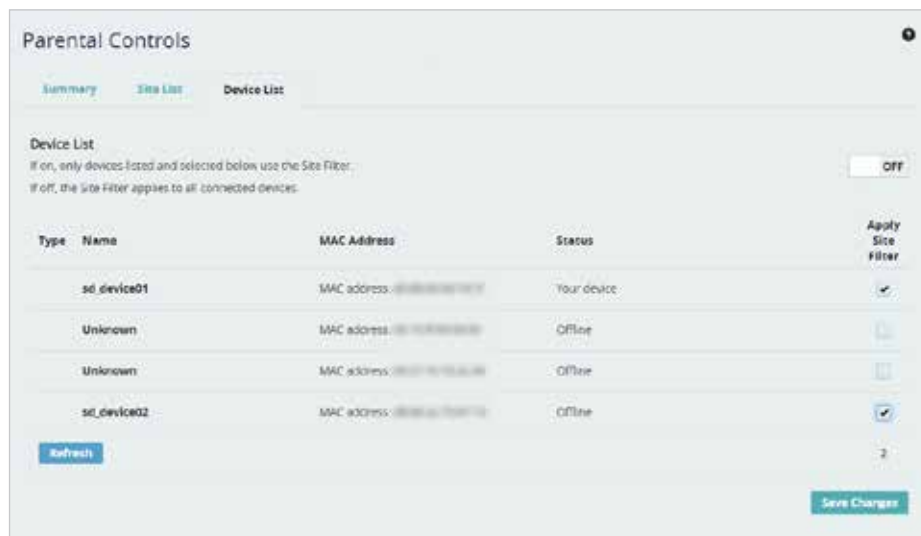 Parental Controls
Summary Site List Device List
Device List
If on, only devices listed and selected below use the Site Filter.
If off, the Site Filter applies to all connected devices.
OFF
Type Name MAC Address Status Apply Site Filter
sd_device01 MAC address: Your device
Unknown MAC address: Offline
Unknown MAC address: Offline
sd_device02 MAC address: Offline
Refresh 2
Save Changes